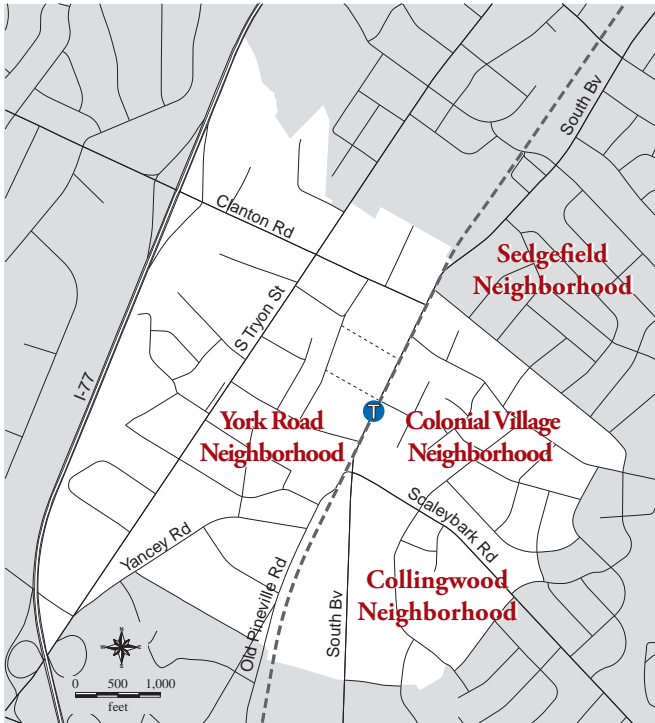 South Bv
Clanton Rd
Sedgefield
Neighborhood
S Tryon St
I-77
T
York Road
Neighborhood
Colonial Village
Neighborhood
Scaleybark Rd
Yancey Rd
Old Pineville Rd
South Bv
Collingwood
Neighborhood
N
E
S
W
0 500 1,000
feet